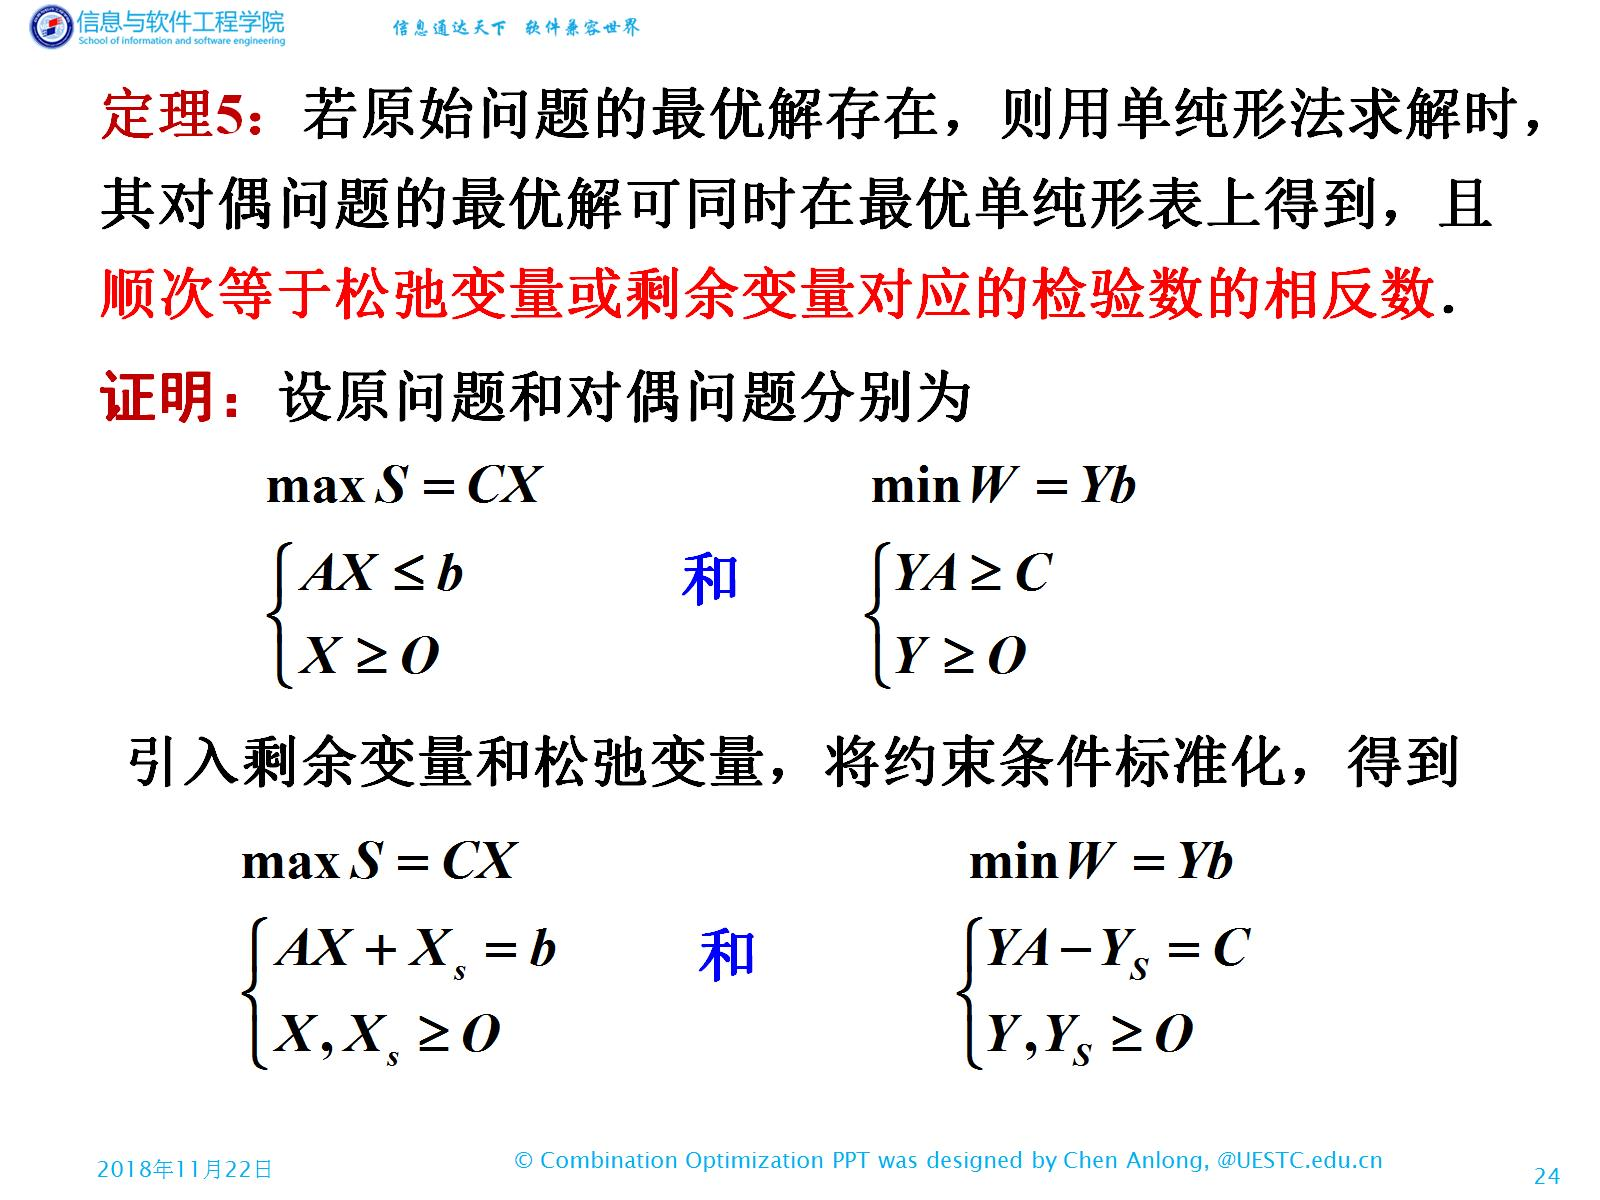 信息与软件工程学院
School of information and software engineering
信息通达天下 软件兼容世界
定理5：若原始问题的最优解存在，则用单纯形法求解时，
其对偶问题的最优解可同时在最优单纯形表上得到，且
顺次等于松弛变量或剩余变量对应的检验数的相反数．
证明：设原问题和对偶问题分别为
max S = CX min W = Yb
AX ≤ b 和 YA ≥ C
X ≥ O Y ≥ O
引入剩余变量和松弛变量，将约束条件标准化，得到
max S = CX min W = Yb
AX + Xₛ = b 和 YA − Y_S = C
X , Xₛ ≥ O Y , Y_S ≥ O
2018年11月22日
© Combination Optimization PPT was designed by Chen Anlong, @UESTC.edu.cn
24